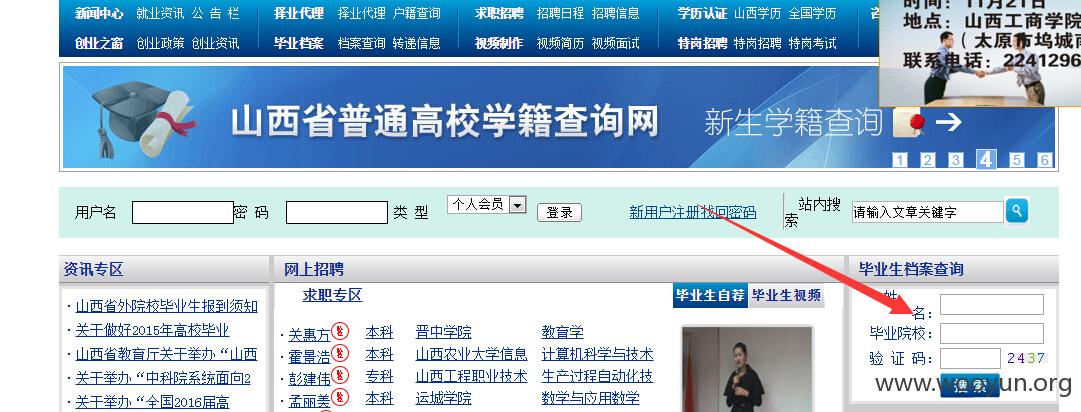 新闻中心 就业资讯 公 告 栏 择业代理 择业代理 户籍查询 求职招聘 招聘日程 招聘信息 学历认证 山西学历 全国学历
创业之窗 创业政策 创业资讯 毕业档案 档案查询 转递信息 视频制作 视频简历 视频面试 特岗招聘 特岗招聘 特岗考试
时间：11月21日
地点：山西工商学院
（太原市坞城南
联系电话：2241296
山西省普通高校学籍查询网 新生学籍查询
1 2 3 4 5 6
用户名 密 码 类 型 个人会员 登录 新用户注册找回密码 站内搜索 请输入文章关键字
资讯专区
· 山西省外院校毕业生报到须知
· 关于做好2015年高校毕业
· 山西省教育厅关于举办“山西
· 关于举办“中科院系统面向2
· 关于举办“全国2016届高
网上招聘
求职专区
· 关惠方 本科 晋中学院 教育学
· 霍景浩 本科 山西农业大学信息 计算机科学与技术
· 彭建伟 专科 山西工程职业技术 生产过程自动化技
· 孟丽美 本科 运城学院 数学与应用数学
毕业生自荐 毕业生视频
毕业生档案查询
姓
名：
毕业院校：
验 证 码： 2437
搜 索